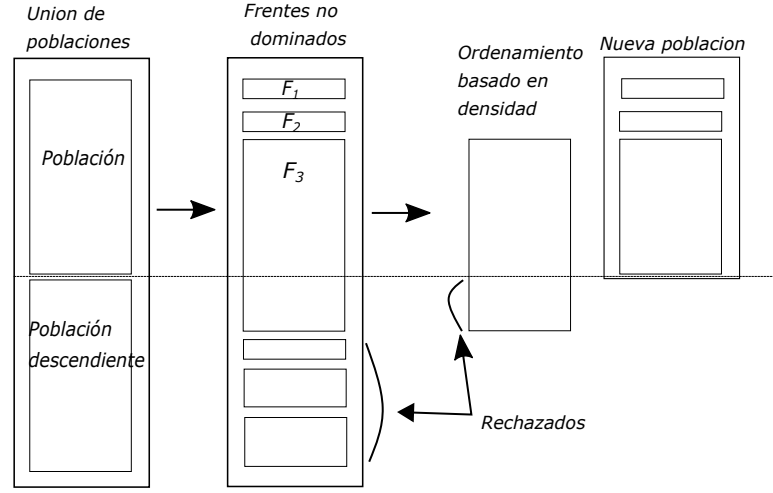 Union de
poblaciones
Frentes no
dominados
Ordenamiento
basado en
densidad
Nueva poblacion
Población
F1
F2
F3
Población
descendiente
Rechazados